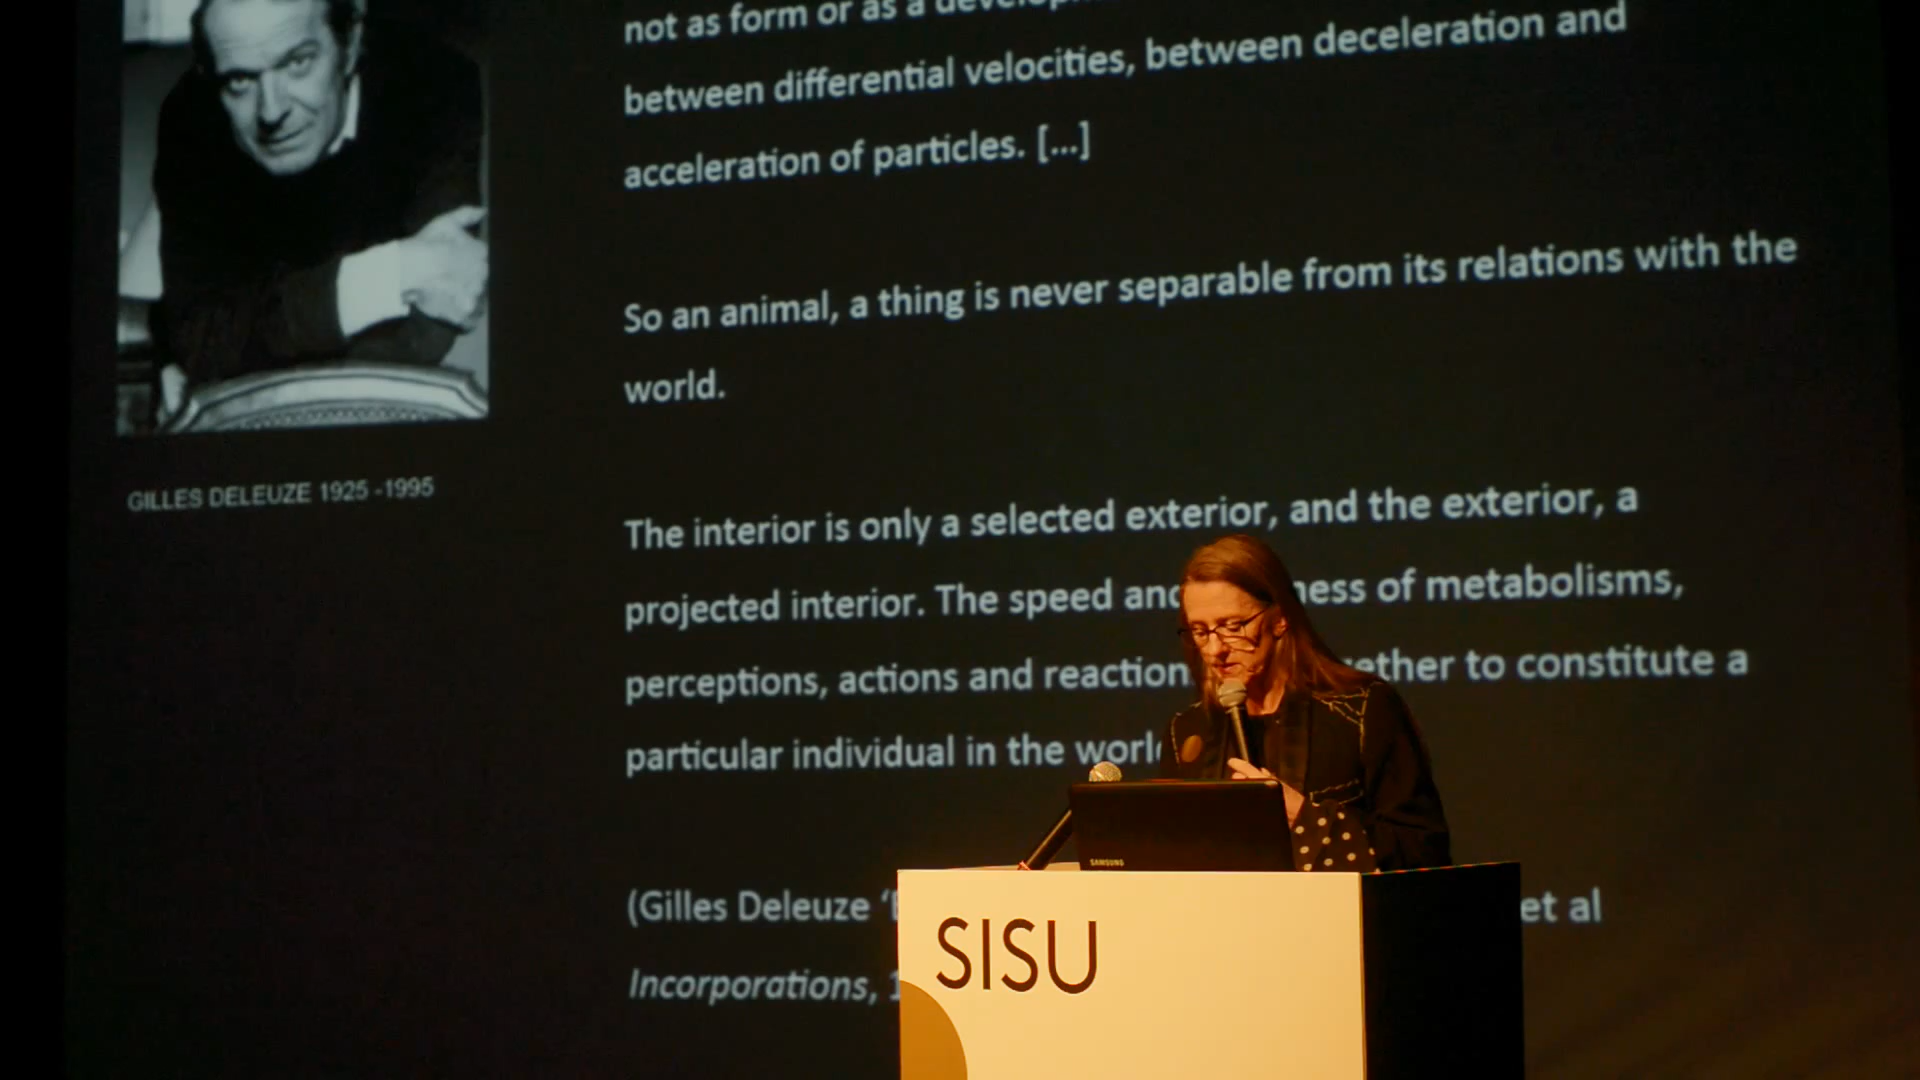 not as form or as a
between differential velocities, between deceleration and
acceleration of particles. [...]
So an animal, a thing is never separable from its relations with the
world.
The interior is only a selected exterior, and the exterior, a
projected interior. The speed and of metabolisms,
perceptions, actions and to constitute a
particular individual in the
(Gilles Deleuze et al
Incorporations,
GILLES DELEUZE 1925 -1995
SAMSUNG
SISU